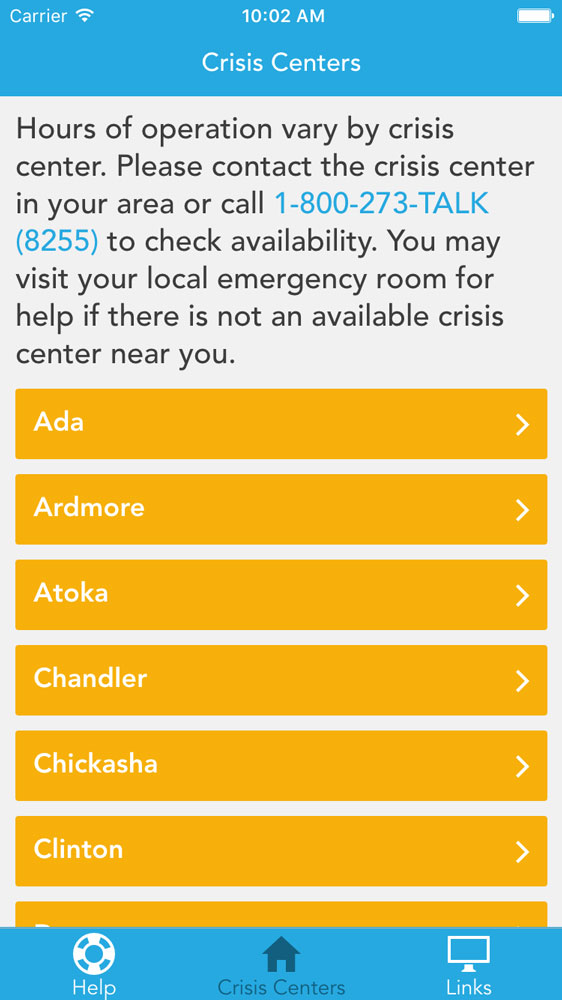 Carrier 10:02 AM
Crisis Centers
Hours of operation vary by crisis
center. Please contact the crisis center
in your area or call 1-800-273-TALK
(8255) to check availability. You may
visit your local emergency room for
help if there is not an available crisis
center near you.
Ada
Ardmore
Atoka
Chandler
Chickasha
Clinton
Help Crisis Centers Links